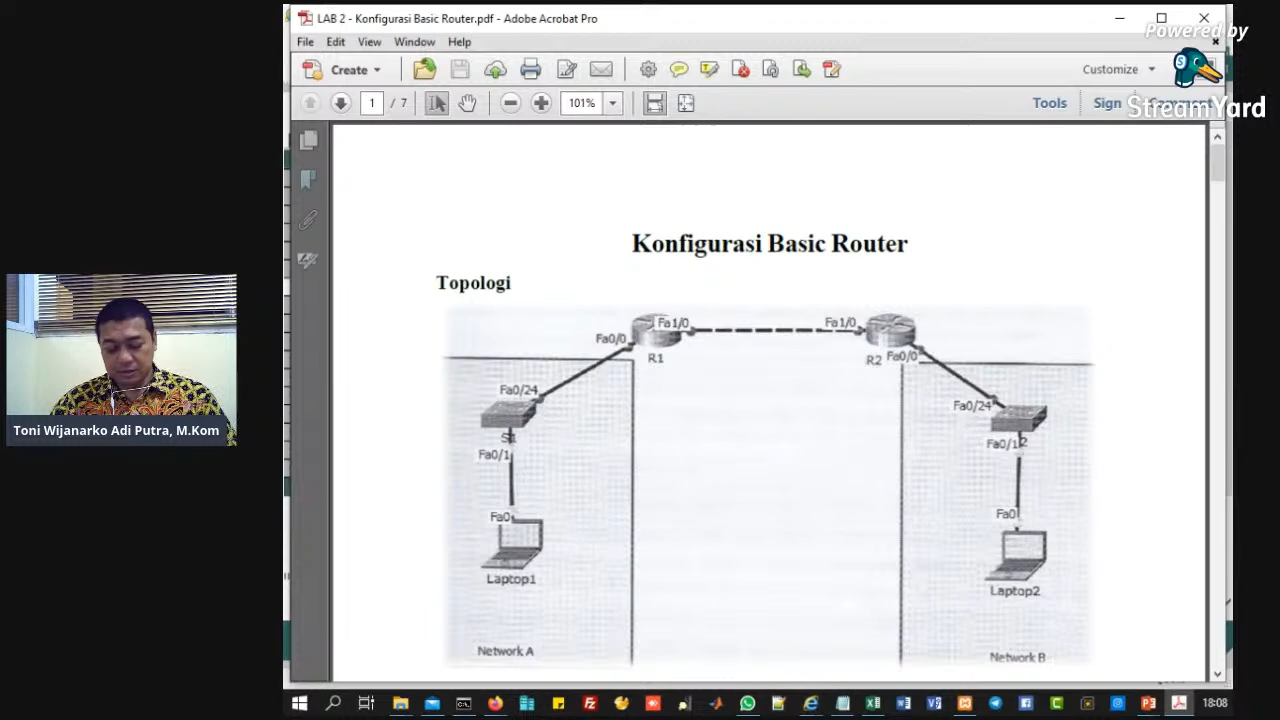 LAB 2 - Konfigurasi Basic Router.pdf - Adobe Acrobat Pro
Powered by
StreamYard
File Edit View Window Help
Create
Customize
1 / 7
101%
Tools Sign
Konfigurasi Basic Router
Topologi
Fa0/0
Fa1/0
R1
Fa1/0
R2
Fa0/0
Fa0/24
Fa0/24
S1
Fa0/1
Fa0/1
Fa0
Fa0
Laptop1
Laptop2
Network A
Network B
Toni Wijanarko Adi Putra, M.Kom
18:08